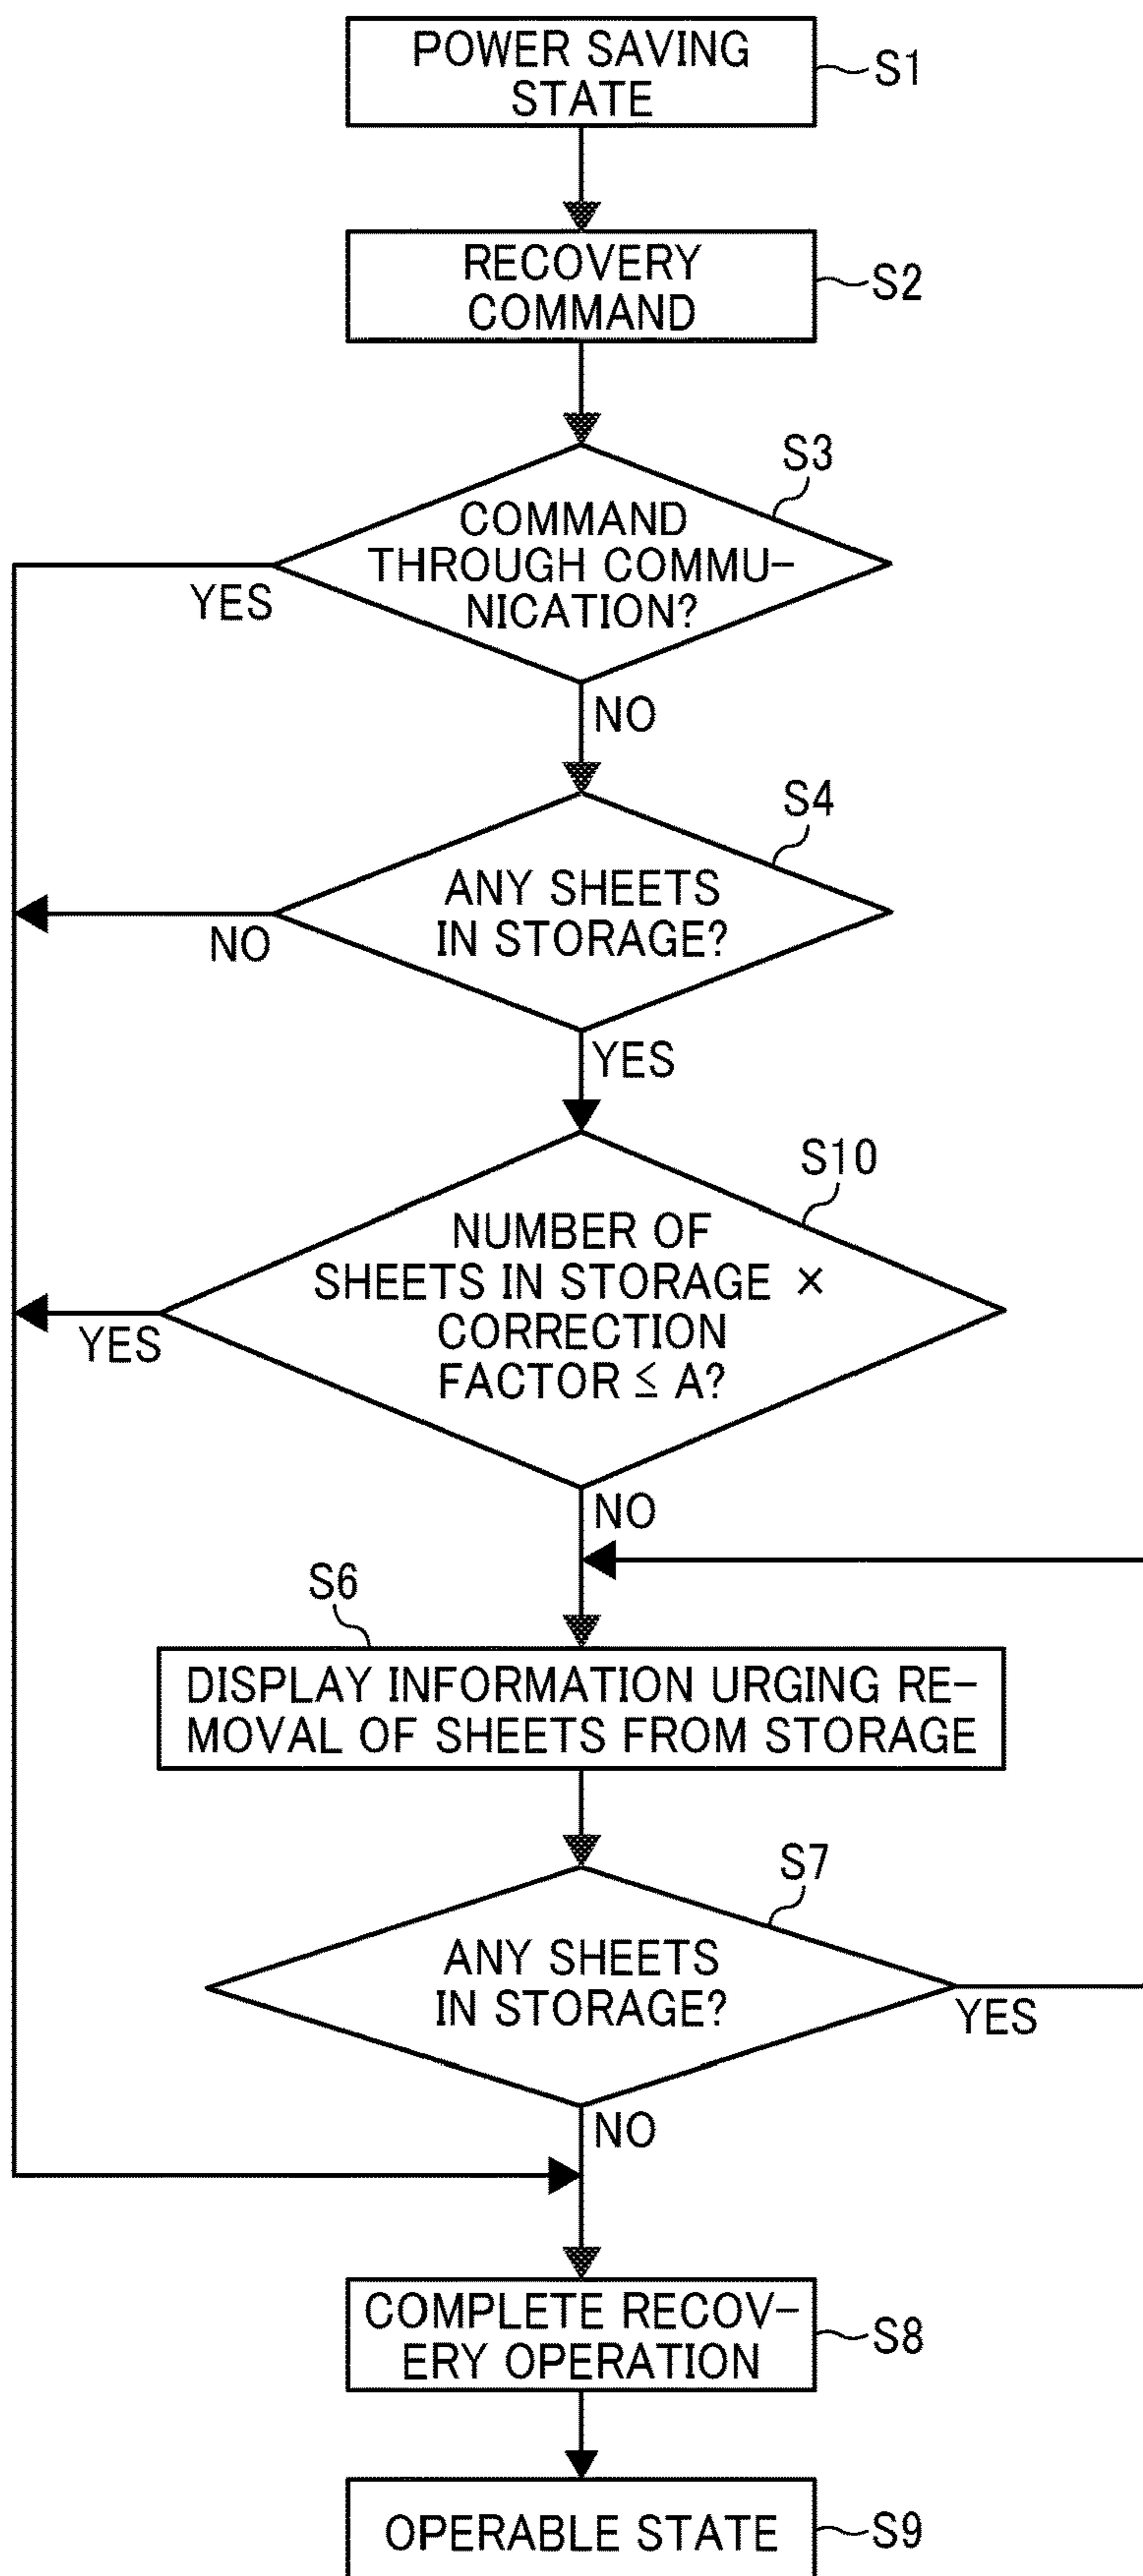 POWER SAVING
STATE
S1
RECOVERY
COMMAND
S2
S3
COMMAND
THROUGH COMMU-
NICATION?
YES
NO
S4
ANY SHEETS
IN STORAGE?
NO
YES
S10
NUMBER OF
SHEETS IN STORAGE ×
CORRECTION
FACTOR ≤ A?
YES
NO
S6
DISPLAY INFORMATION URGING RE-
MOVAL OF SHEETS FROM STORAGE
S7
ANY SHEETS
IN STORAGE?
YES
NO
COMPLETE RECOV-
ERY OPERATION
S8
OPERABLE STATE
S9